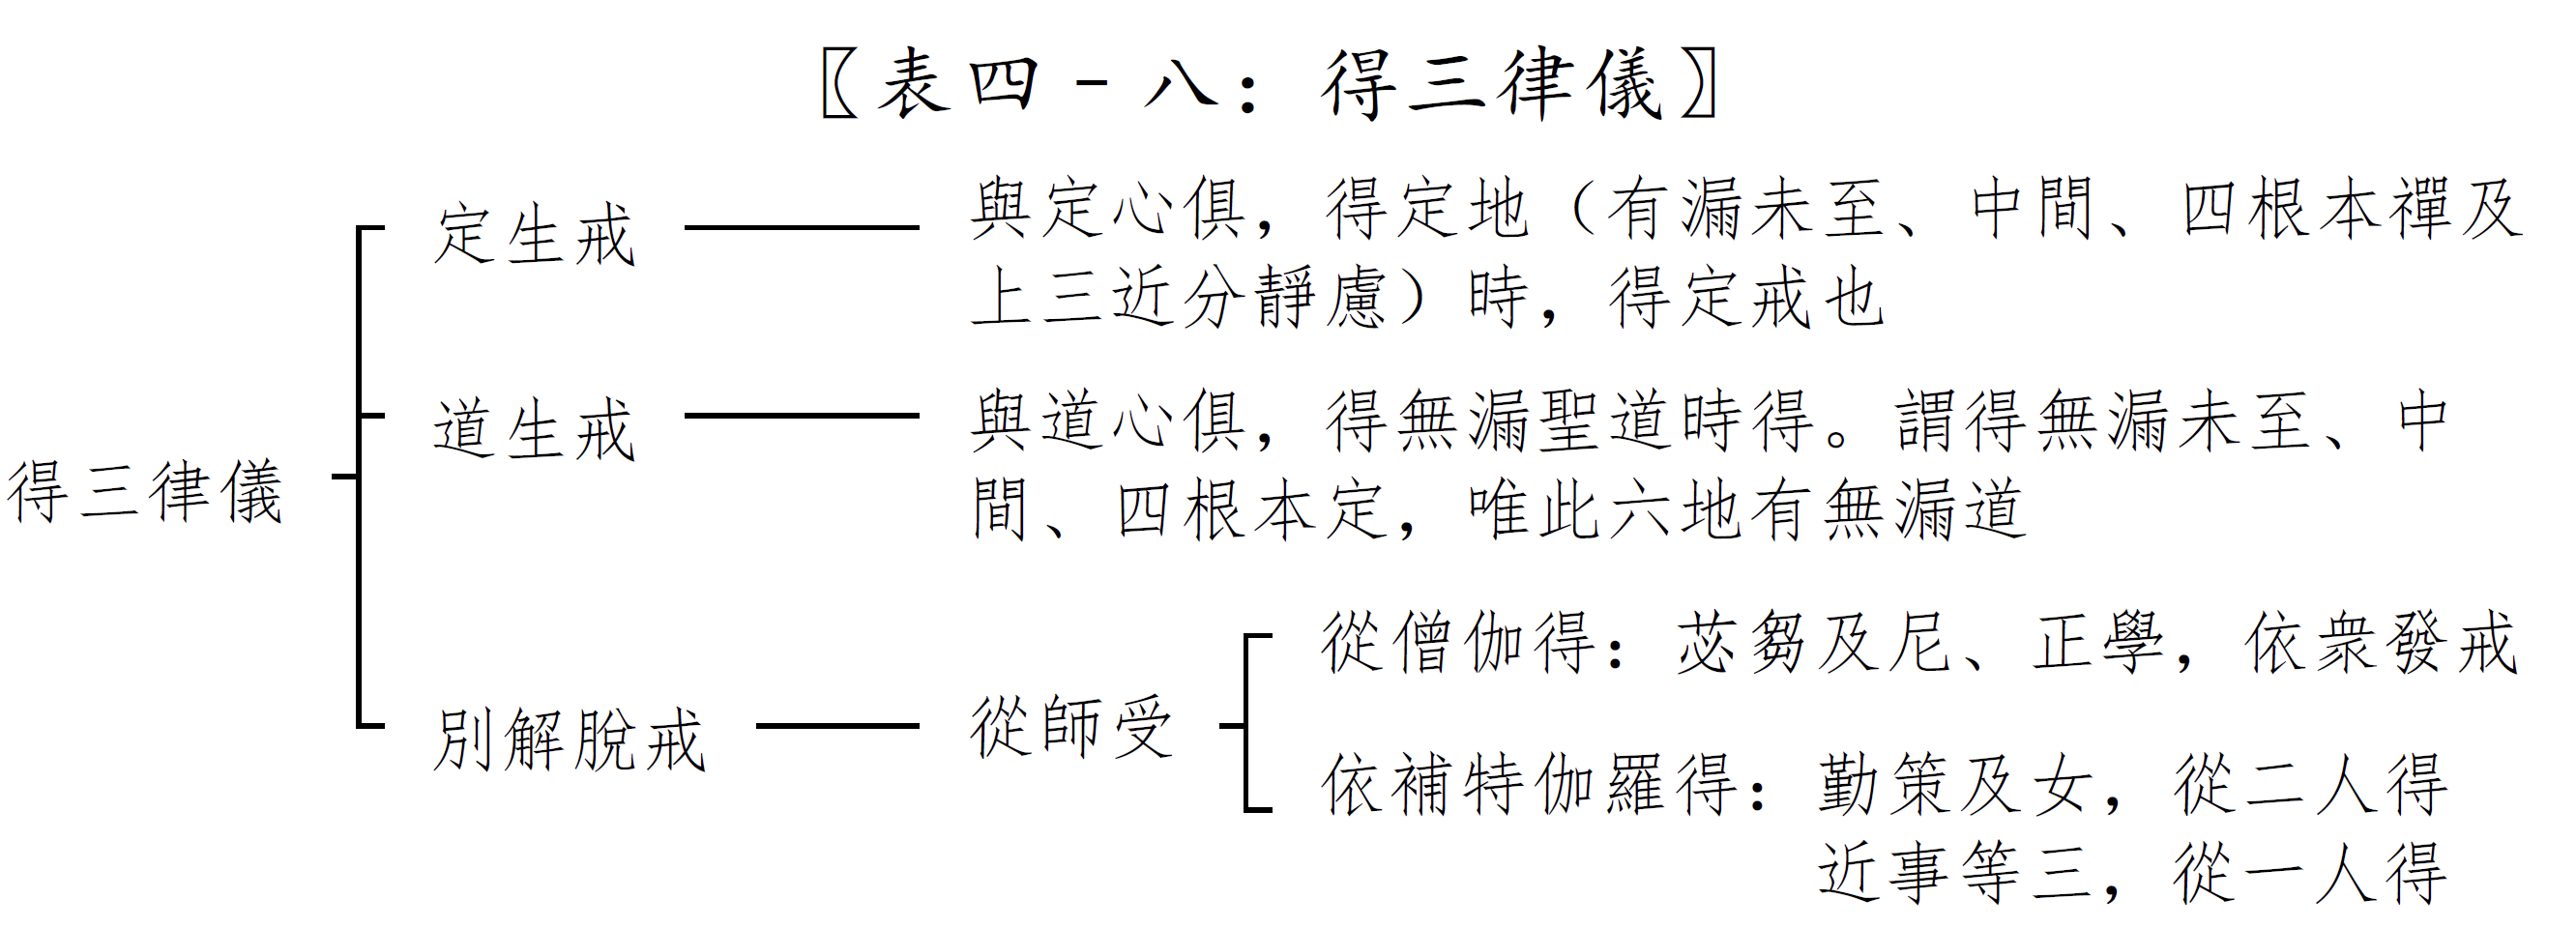 〖表四－八：得三律儀〗
得三律儀
定生戒
與定心俱，得定地（有漏未至、中間、四根本禪及
上三近分靜慮）時，得定戒也
道生戒
與道心俱，得無漏聖道時得。謂得無漏未至、中
間、四根本定，唯此六地有無漏道
別解脫戒
從師受
從僧伽得：苾芻及尼、正學，依衆發戒
依補特伽羅得：勤策及女，從二人得
近事等三，從一人得